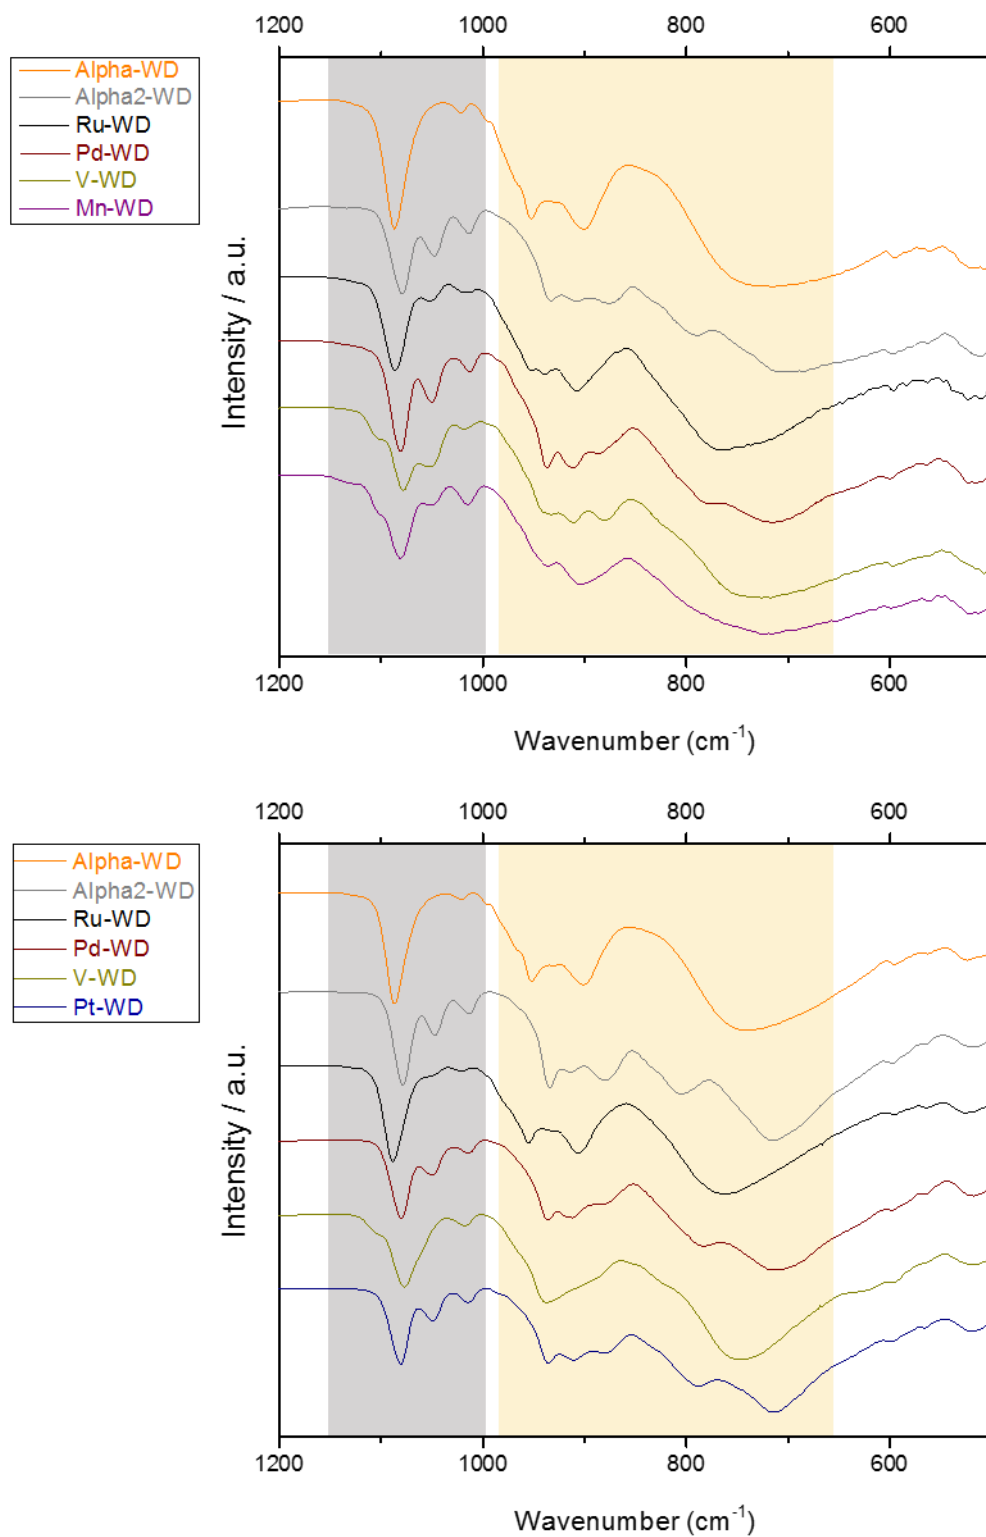 1200 1000 800 600
Alpha-WD
Alpha2-WD
Ru-WD
Pd-WD
V-WD
Mn-WD
Intensity / a.u.
1200 1000 800 600
Wavenumber (cm⁻¹)
1200 1000 800 600
Alpha-WD
Alpha2-WD
Ru-WD
Pd-WD
V-WD
Pt-WD
Intensity / a.u.
1200 1000 800 600
Wavenumber (cm⁻¹)